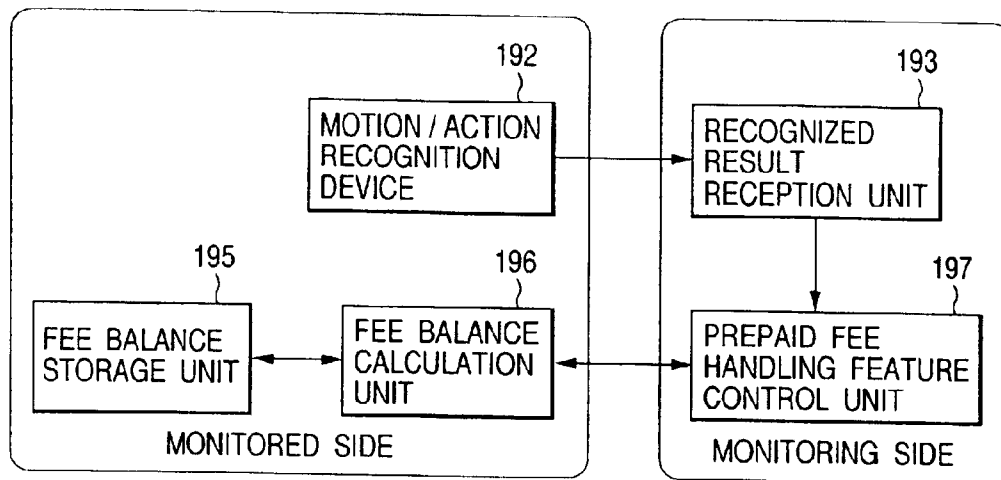 192
MOTION / ACTION
RECOGNITION
DEVICE
193
RECOGNIZED
RESULT
RECEPTION UNIT
195
FEE BALANCE
STORAGE UNIT
196
FEE BALANCE
CALCULATION
UNIT
197
PREPAID FEE
HANDLING FEATURE
CONTROL UNIT
MONITORED SIDE
MONITORING SIDE